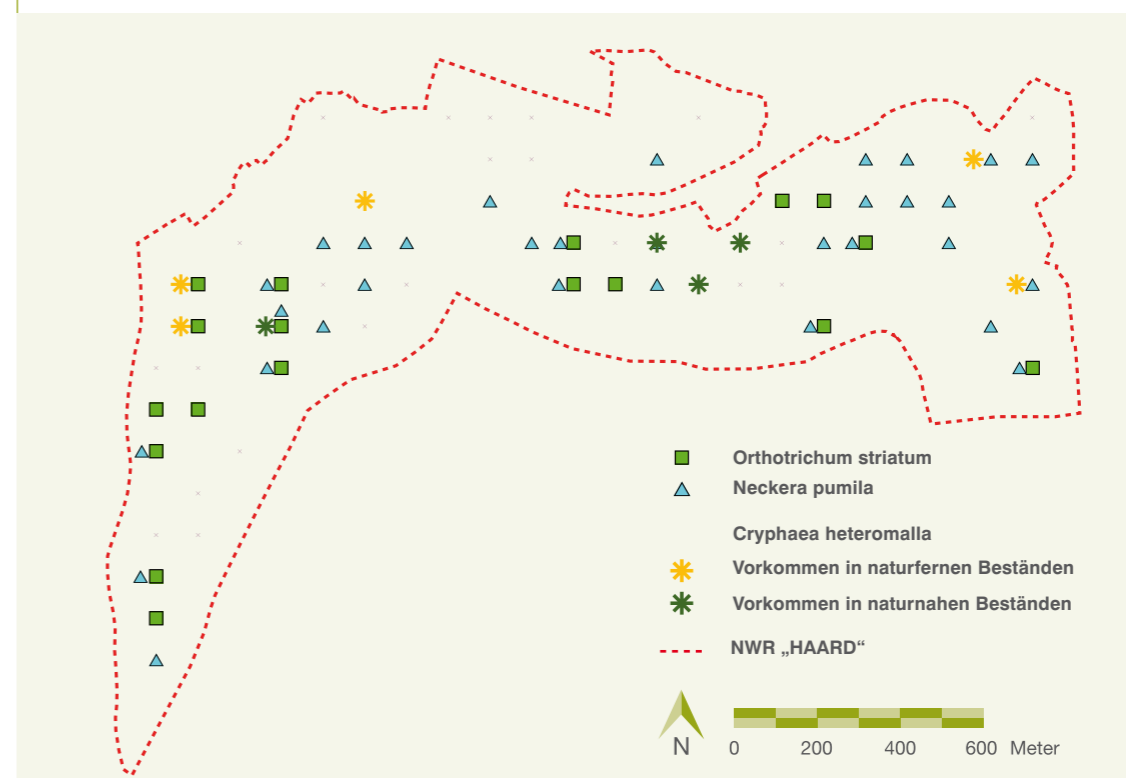 Orthotrichum striatum
Neckera pumila
Cryphaea heteromalla
Vorkommen in naturfernen Beständen
Vorkommen in naturnahen Beständen
NWR „HAARD“
N 0 200 400 600 Meter